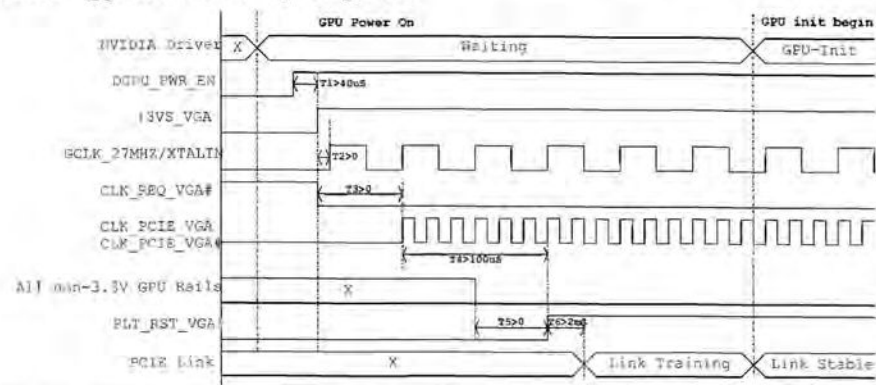 GPU Power On
GPU init begin
NVIDIA Driver
X
Waiting
GPU-Init
DGPU_PWR_EN
T1>40uS
+3VS_VGA
GCLK_27MHZ/XTALIN
T2>0
CLK_REQ_VGA#
T3>0
CLK_PCIE_VGA
CLK_PCIE_VGA#
T4>100uS
All non-3.3V GPU Rails
X
PLT_RST_VGA
T5>0
T6>2mS
PCIE Link
X
Link Training
Link Stable